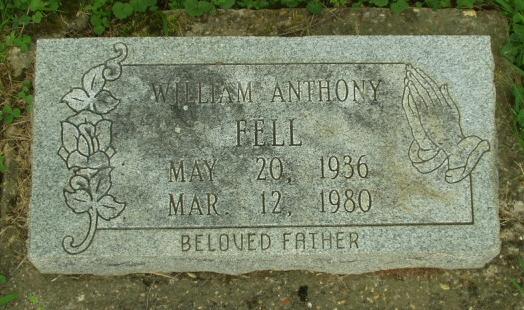 WILLIAM ANTHONY
FELL
MAY 20, 1936
MAR. 12, 1980
BELOVED FATHER